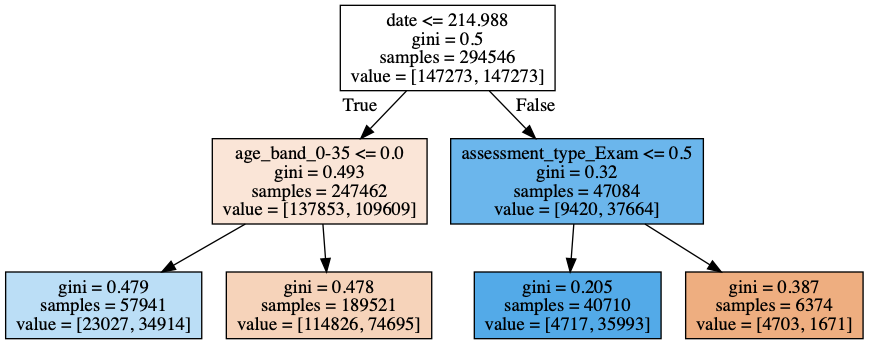 date <= 214.988
gini = 0.5
samples = 294546
value = [147273, 147273]
True
False
age_band_0-35 <= 0.0
gini = 0.493
samples = 247462
value = [137853, 109609]
assessment_type_Exam <= 0.5
gini = 0.32
samples = 47084
value = [9420, 37664]
gini = 0.479
samples = 57941
value = [23027, 34914]
gini = 0.478
samples = 189521
value = [114826, 74695]
gini = 0.205
samples = 40710
value = [4717, 35993]
gini = 0.387
samples = 6374
value = [4703, 1671]